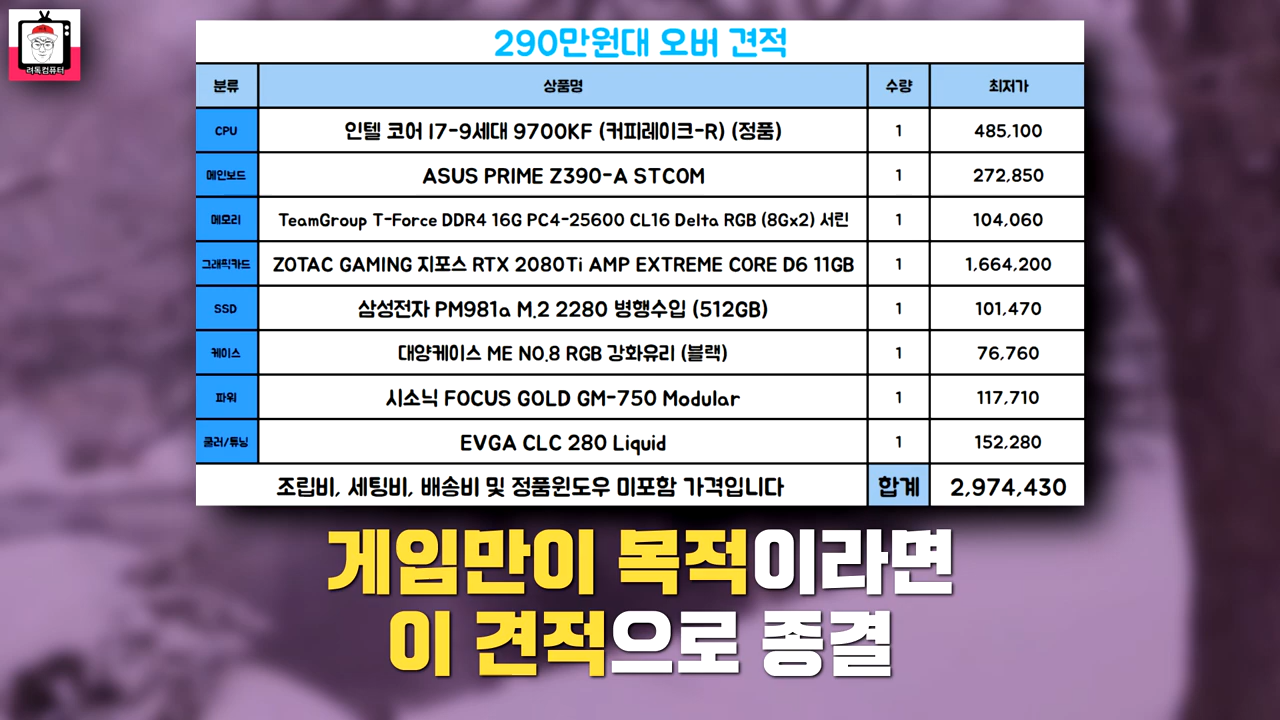 려독컴퓨터
290만원대 오버 견적
분류 상품명 수량 최저가
CPU 인텔 코어 i7-9세대 9700KF (커피레이크-R) (정품) 1 485,100
메인보드 ASUS PRIME Z390-A STCOM 1 272,850
메모리 TeamGroup T-Force DDR4 16G PC4-25600 CL16 Delta RGB (8Gx2) 서린 1 104,060
그래픽카드 ZOTAC GAMING 지포스 RTX 2080Ti AMP EXTREME CORE D6 11GB 1 1,664,200
SSD 삼성전자 PM981a M.2 2280 병행수입 (512GB) 1 101,470
케이스 대양케이스 ME NO.8 RGB 강화유리 (블랙) 1 76,760
파워 시소닉 FOCUS GOLD GM-750 Modular 1 117,710
쿨러/튜닝 EVGA CLC 280 Liquid 1 152,280
조립비, 세팅비, 배송비 및 정품윈도우 미포함 가격입니다 합계 2,974,430
게임만이 목적이라면
이 견적으로 종결